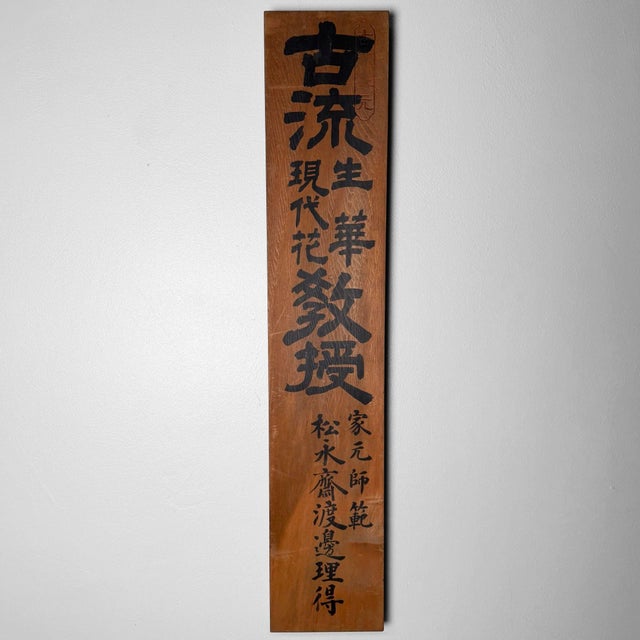 古流
生華
現代花
教授
家元師範
松永齋渡邊理得